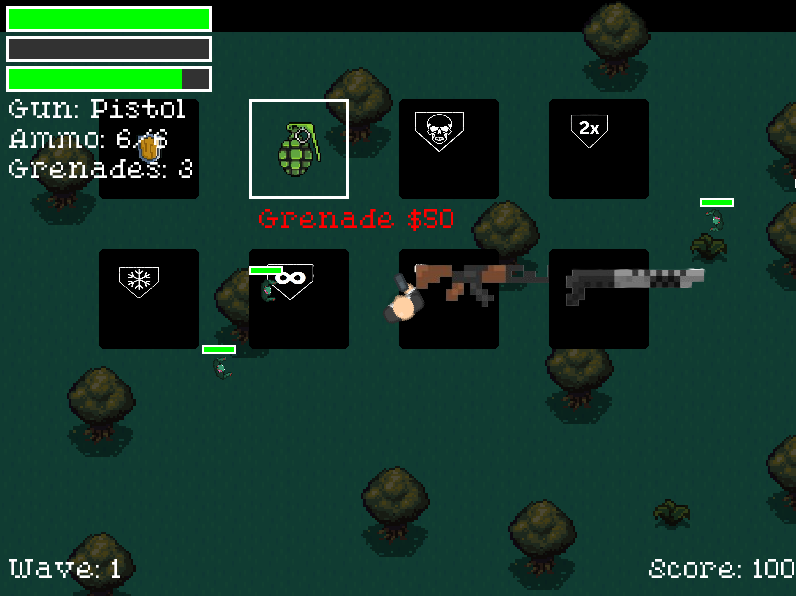 Gun: Pistol
Ammo: 6/6
Grenades: 3
2x
Grenade $50
Wave: 1
Score: 100